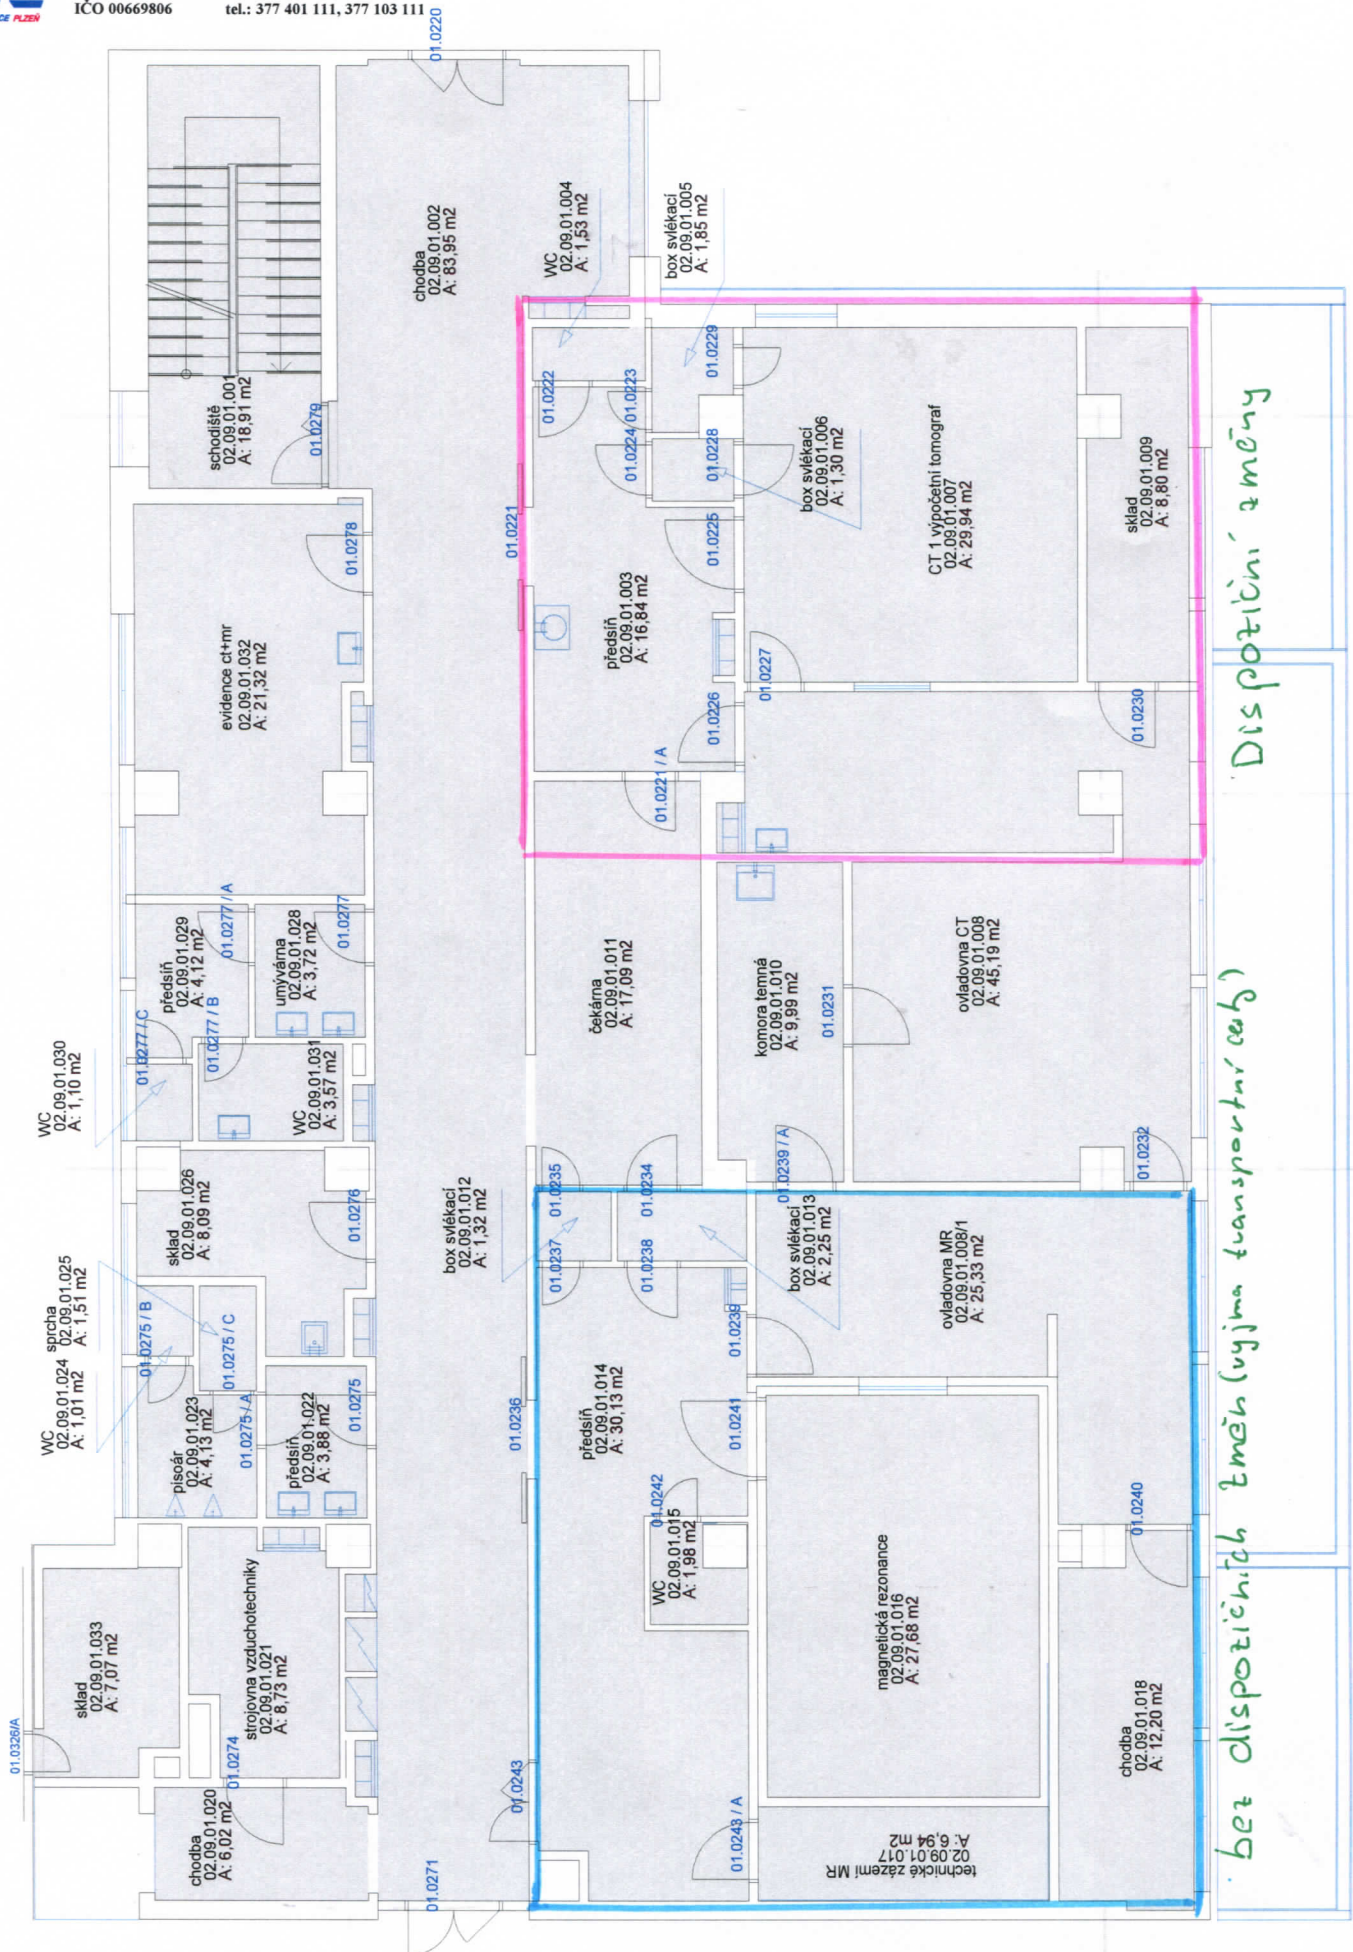 CE PLZEŇ
IČO 00669806 tel.: 377 401 111, 377 103 111
01.0220
schodiště
02.09.01.001
A: 18,91 m2
01.0279
chodba
02.09.01.002
A: 83,95 m2
WC
02.09.01.004
A: 1,53 m2
box svlékací
02.09.01.005
A: 1,85 m2
01.0278
evidence ct+mr
02.09.01.032
A: 21,32 m2
01.0221
01.0222
01.0223
01.0224
01.0229
01.0228
01.0225
předsíň
02.09.01.003
A: 16,84 m2
box svlékací
02.09.01.006
A: 1,30 m2
CT 1 výpočetní tomograf
02.09.01.007
A: 29,94 m2
sklad
02.09.01.009
A: 8,80 m2
01.0227
01.0226
01.0230
01.0221 / A
Dispoziční změny
předsíň
02.09.01.029
A: 4,12 m2
01.0277 / A
umývárna
02.09.01.028
A: 3,72 m2
01.0277
01.0277 / B
01.0277 / C
WC
02.09.01.030
A: 1,10 m2
WC
02.09.01.031
A: 3,57 m2
čekárna
02.09.01.011
A: 17,09 m2
komora temná
02.09.01.010
A: 9,99 m2
01.0231
ovladovna CT
02.09.01.008
A: 45,19 m2
01.0232
01.0239 / A
sklad
02.09.01.026
A: 8,09 m2
01.0276
sprcha
02.09.01.025
A: 1,51 m2
WC
02.09.01.024
A: 1,01 m2
01.0275 / B
01.0275 / C
01.0275 / A
01.0275
pisoár
02.09.01.023
A: 4,13 m2
předsíň
02.09.01.022
A: 3,88 m2
box svlékací
02.09.01.012
A: 1,32 m2
01.0235
01.0234
01.0237
01.0238
box svlékací
02.09.01.013
A: 2,25 m2
ovladovna MR
02.09.01.008/1
A: 25,33 m2
01.0239
01.0236
předsíň
02.09.01.014
A: 30,13 m2
01.0241
01.0242
WC
02.09.01.015
A: 1,98 m2
01.0240
magnetická rezonance
02.09.01.016
A: 27,68 m2
chodba
02.09.01.018
A: 12,20 m2
technické zázemí MR
02.09.01.017
A: 6,94 m2
01.0243 / A
01.0243
01.0271
sklad
02.09.01.033
A: 7,07 m2
01.0326/A
strojovna vzduchotechniky
02.09.01.021
A: 8,73 m2
01.0274
chodba
02.09.01.020
A: 6,02 m2
bez dispozičních změn (vyjma transportní cesty)